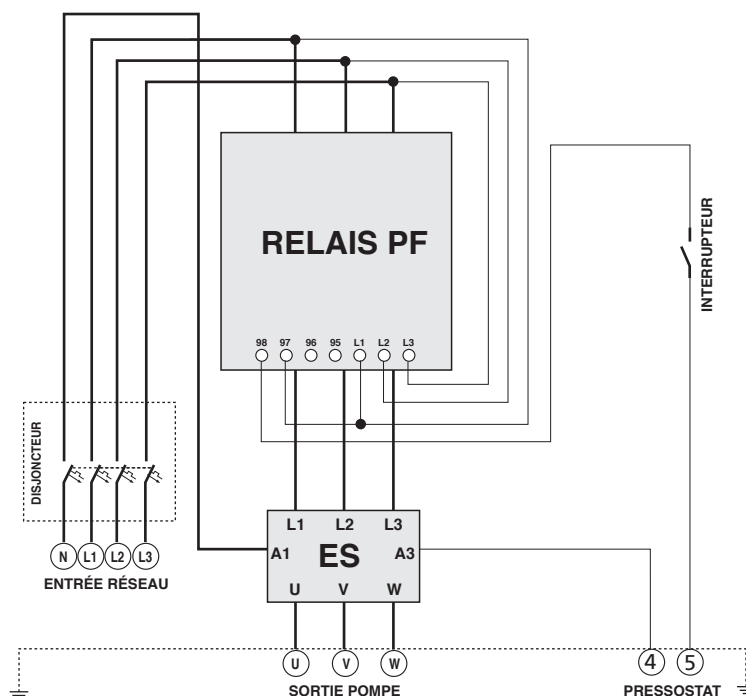 RELAIS PF
INTERRUPTEUR
98 97 96 95 L1 L2 L3
DISJONCTEUR
N L1 L2 L3
ENTRÉE RÉSEAU
L1 L2 L3
A1 ES A3
U V W
U V W
SORTIE POMPE
4 5
PRESSOSTAT